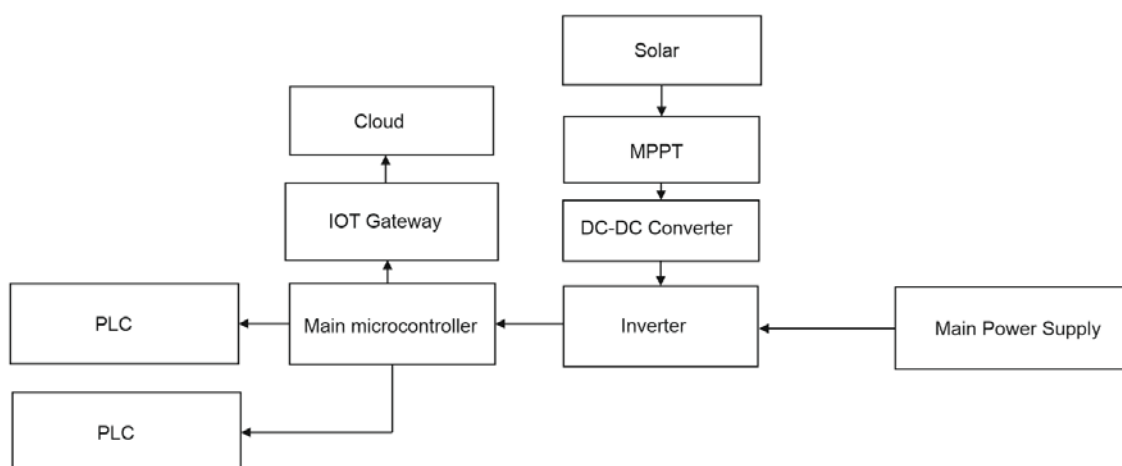 Solar
Cloud
MPPT
IOT Gateway
DC-DC Converter
PLC
Main microcontroller
Inverter
Main Power Supply
PLC